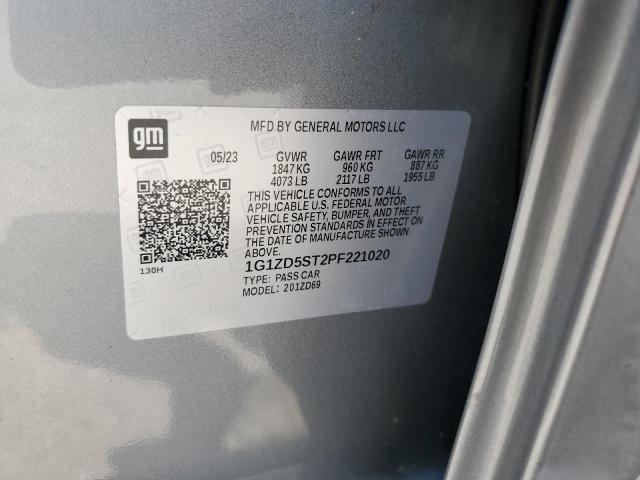 gm
MFD BY GENERAL MOTORS LLC
05/23 GVWR GAWR FRT GAWR RR
1847 KG 960 KG 887 KG
4073 LB 2117 LB 1955 LB
THIS VEHICLE CONFORMS TO ALL
APPLICABLE U.S. FEDERAL MOTOR
VEHICLE SAFETY, BUMPER, AND THEFT
PREVENTION STANDARDS IN EFFECT ON
THE DATE OF MANUFACTURE SHOWN
ABOVE.
130H
1G1ZD5ST2PF221020
TYPE: PASS CAR
MODEL: 201ZD69